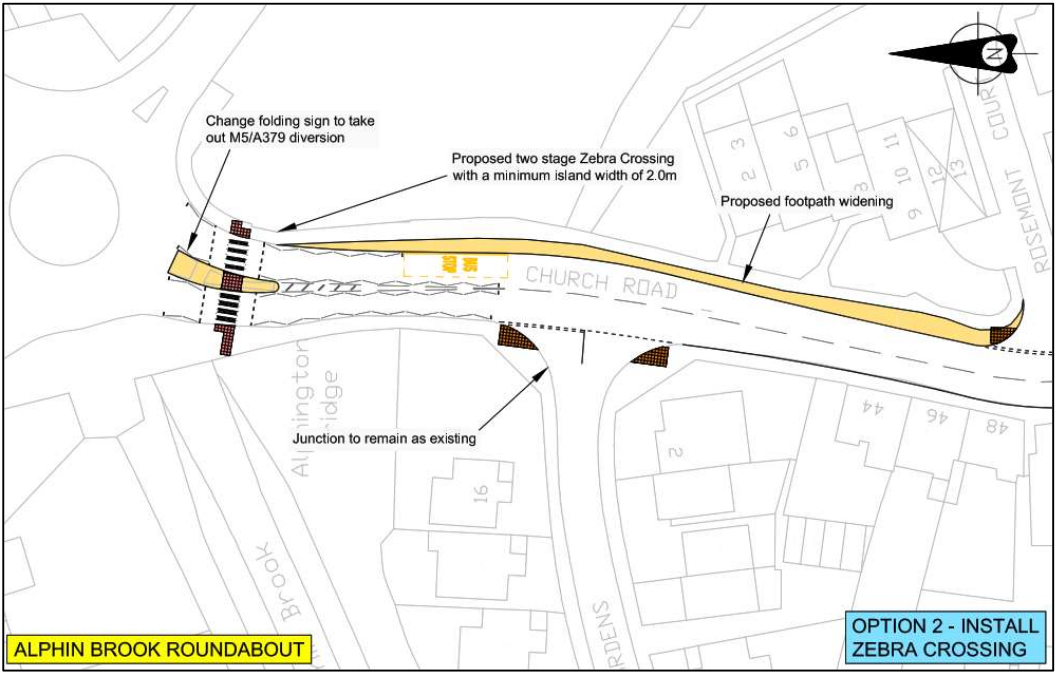 N
Change folding sign to take
out M5/A379 diversion
Proposed two stage Zebra Crossing
with a minimum island width of 2.0m
Proposed footpath widening
2 3
5 6
8
9 10 11
12
13
ROSEMONT COUR
BUS
STOP
CHURCH ROAD
Alphington
ridge
Junction to remain as existing
44
46
48
2
16
Brook
RDENS
ALPHIN BROOK ROUNDABOUT
OPTION 2 - INSTALL
ZEBRA CROSSING